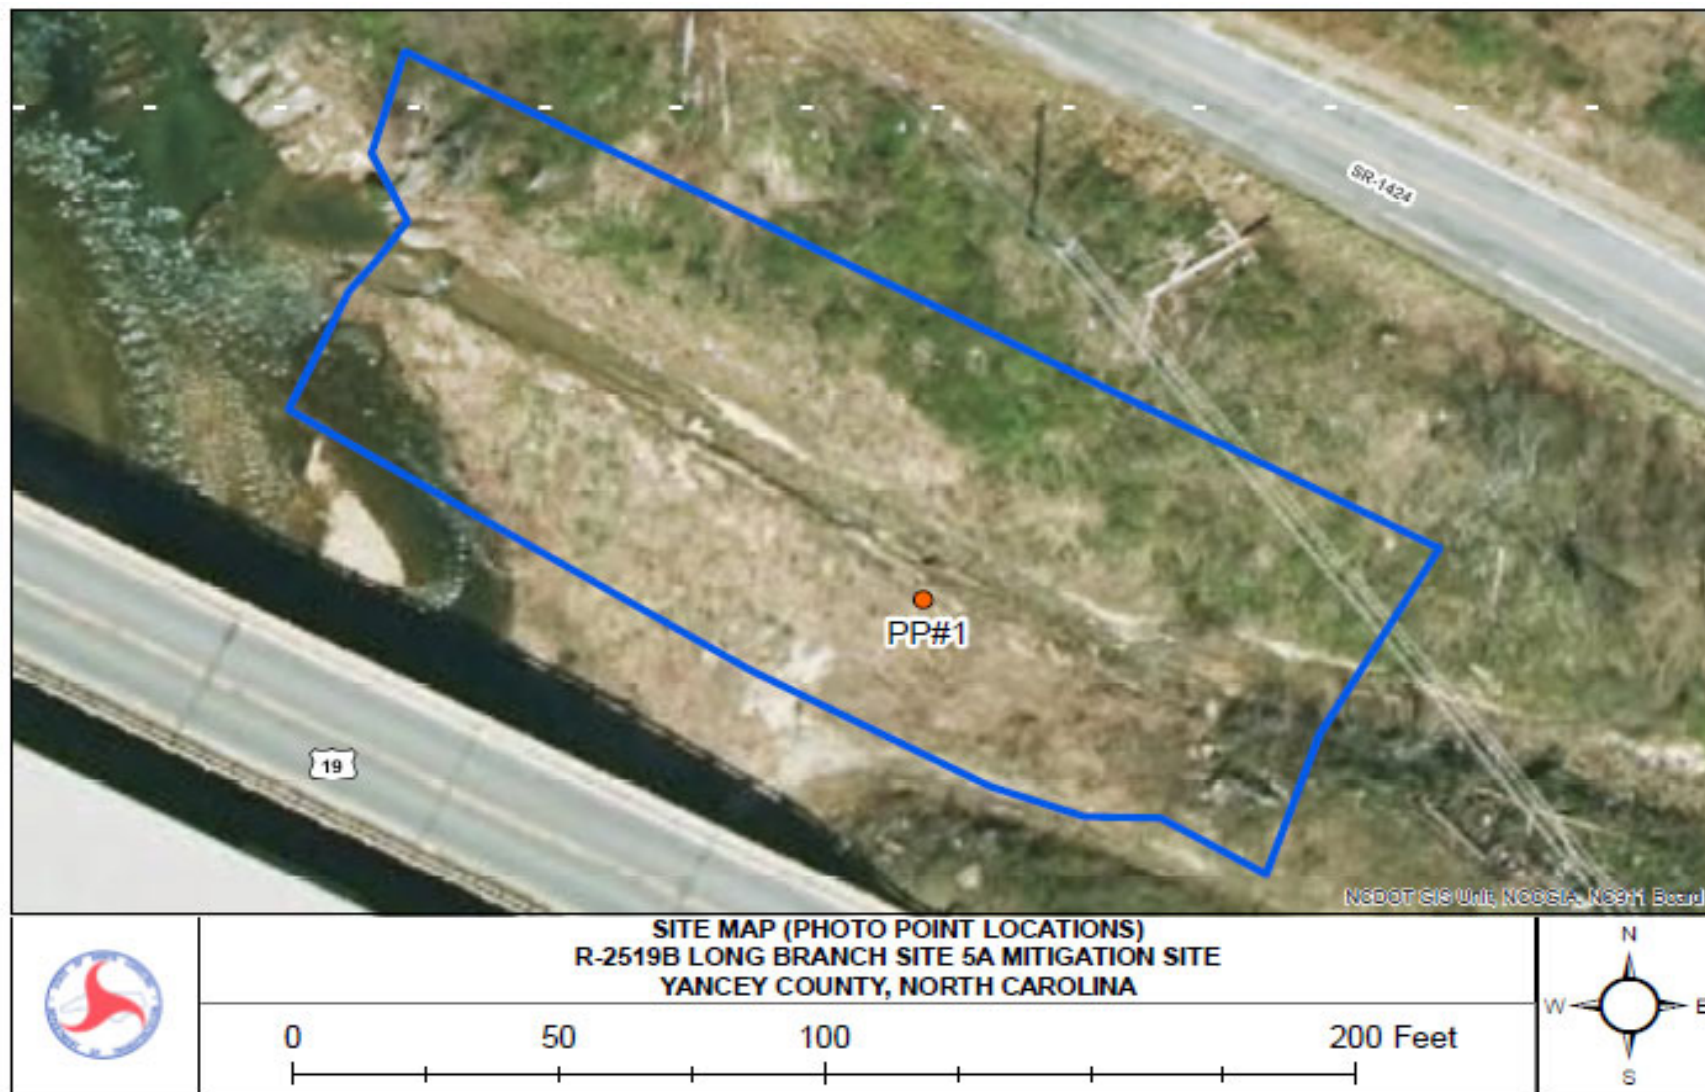 SR-1424
PP#1
19
NCDOT GIS Unit, NCCGIA, NC911 Board
SITE MAP (PHOTO POINT LOCATIONS)
R-2519B LONG BRANCH SITE 5A MITIGATION SITE
YANCEY COUNTY, NORTH CAROLINA
0 50 100 200 Feet
N
W E
S